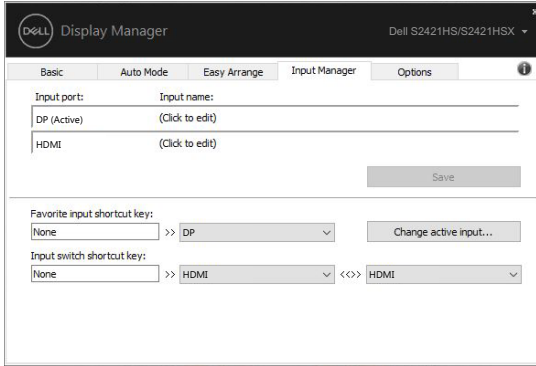 DELL Display Manager Dell S2421HS/S2421HSX
Basic Auto Mode Easy Arrange Input Manager Options
Input port: Input name:
DP (Active) (Click to edit)
HDMI (Click to edit)
Save
Favorite input shortcut key:
None >> DP Change active input...
Input switch shortcut key:
None >> HDMI <<>> HDMI